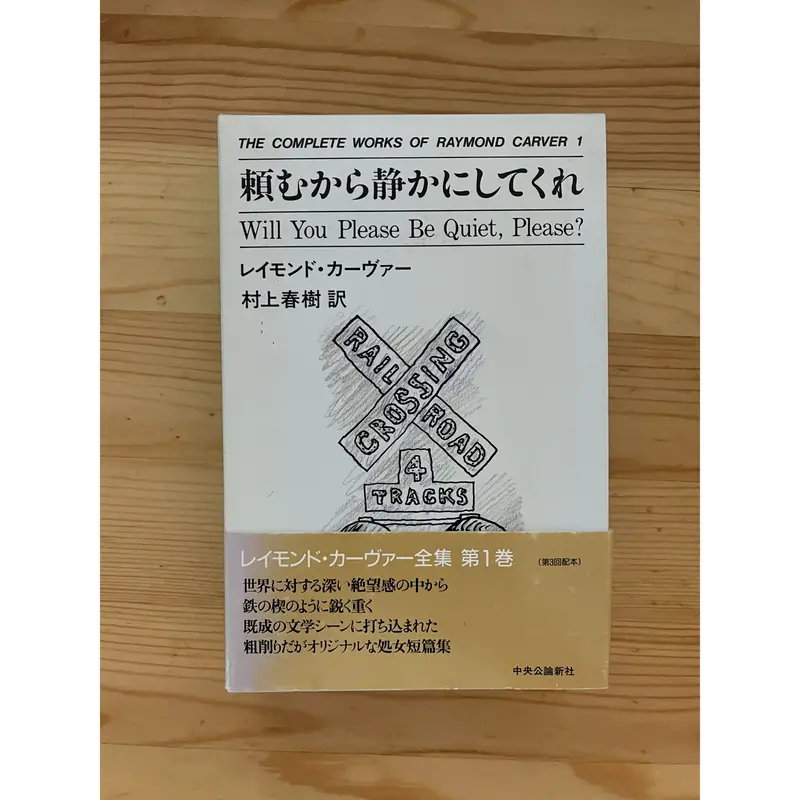 THE COMPLETE WORKS OF RAYMOND CARVER 1
頼むから静かにしてくれ
Will You Please Be Quiet, Please?
レイモンド・カーヴァー
村上春樹 訳
RAIL ROAD
CROSSING
4
TRACKS
レイモンド・カーヴァー全集 第1巻 (第3回配本)
世界に対する深い絶望感の中から
鉄の楔のように鋭く重く
既成の文学シーンに打ち込まれた
粗削りだがオリジナルな処女短篇集
中央公論新社